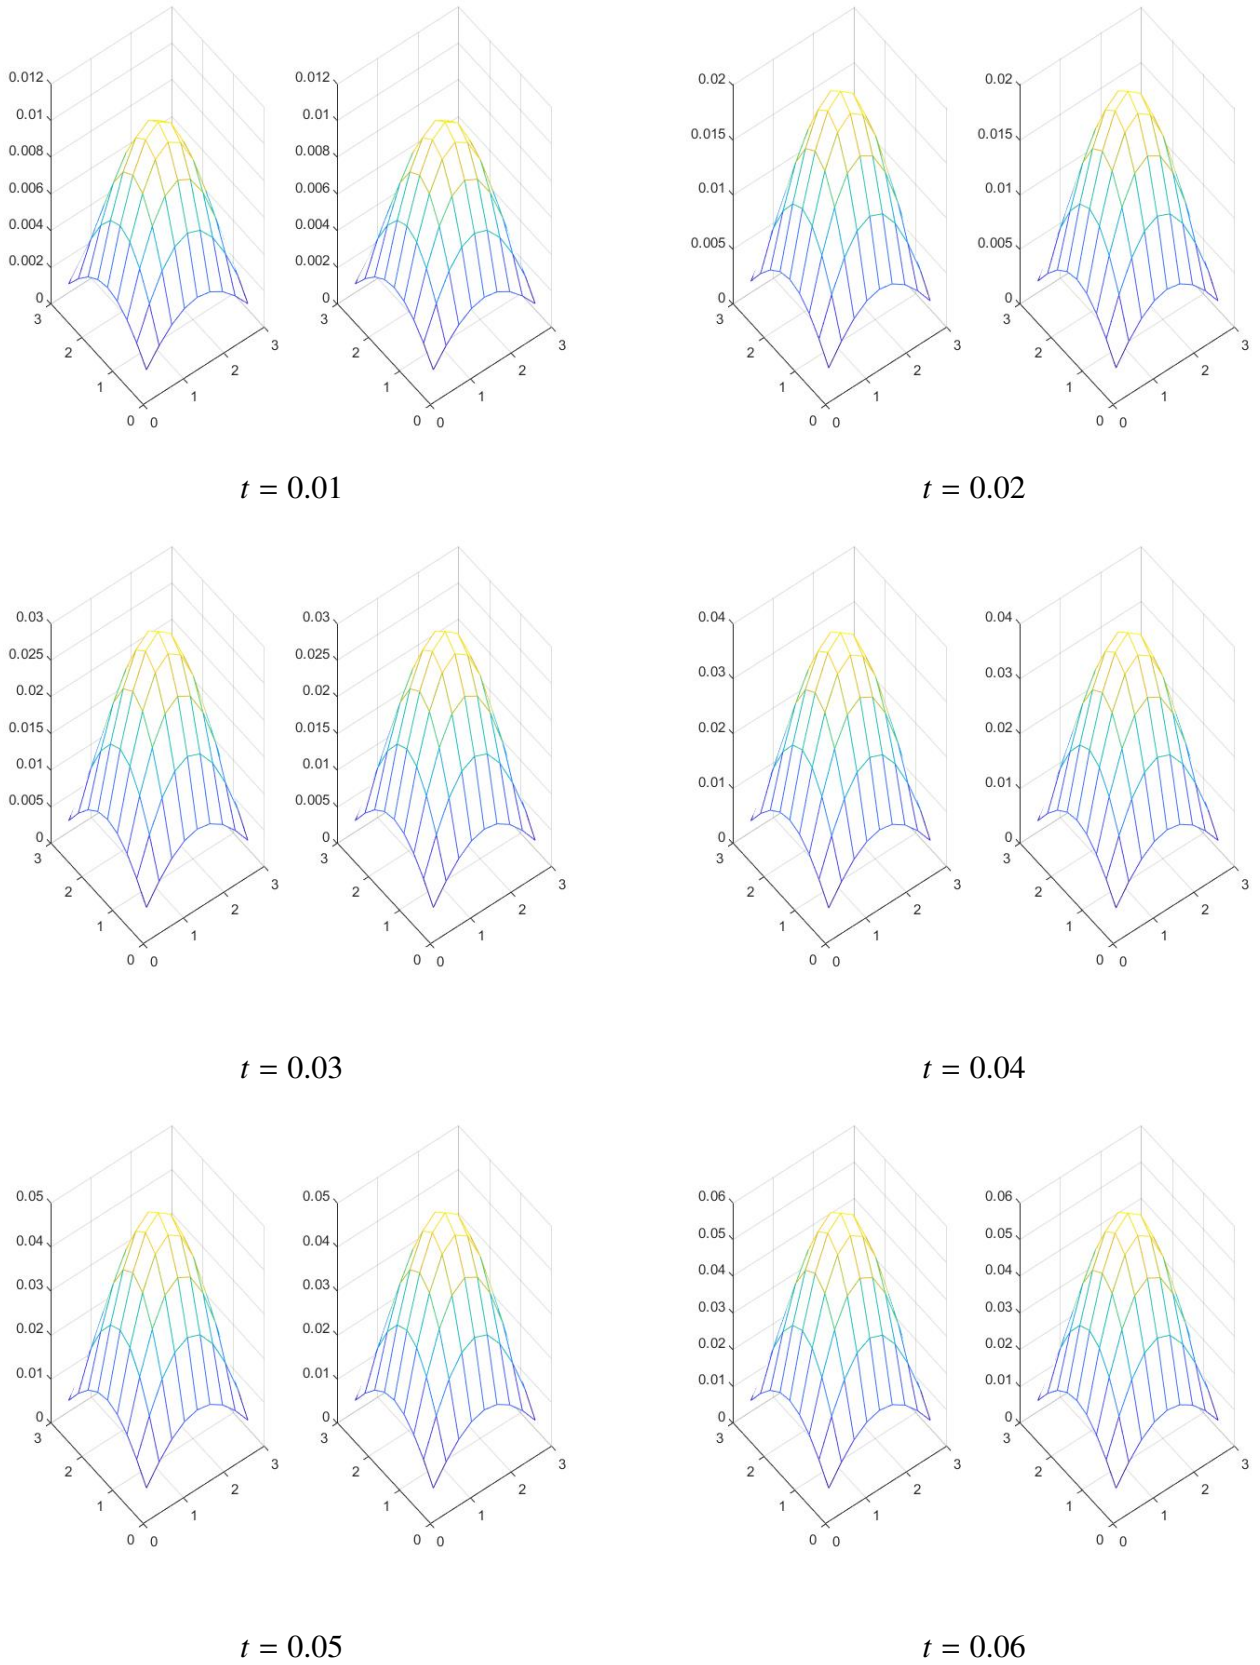 0.012 0.012 0.02 0.02
0.01 0.01 0.015 0.015
0.008 0.008
0.006 0.006 0.01 0.01
0.004 0.004 0.005 0.005
0.002 0.002
0 0 0 0
3 3 3 3
3 3 3 3
2 2 2 2
2 2 2 2
1 1 1 1
1 1 1 1
0 0 0 0 0 0 0 0
t = 0.01 t = 0.02
0.03 0.03 0.04 0.04
0.025 0.025 0.03 0.03
0.02 0.02
0.015 0.015 0.02 0.02
0.01 0.01 0.01 0.01
0.005 0.005
0 0 0 0
3 3 3 3
3 3 3 3
2 2 2 2
2 2 2 2
1 1 1 1
1 1 1 1
0 0 0 0 0 0 0 0
t = 0.03 t = 0.04
0.05 0.05 0.06 0.06
0.04 0.04 0.05 0.05
0.04 0.04
0.03 0.03 0.03 0.03
0.02 0.02 0.02 0.02
0.01 0.01 0.01 0.01
0 0 0 0
3 3 3 3
3 3 3 3
2 2 2 2
2 2 2 2
1 1 1 1
1 1 1 1
0 0 0 0 0 0 0 0
t = 0.05 t = 0.06